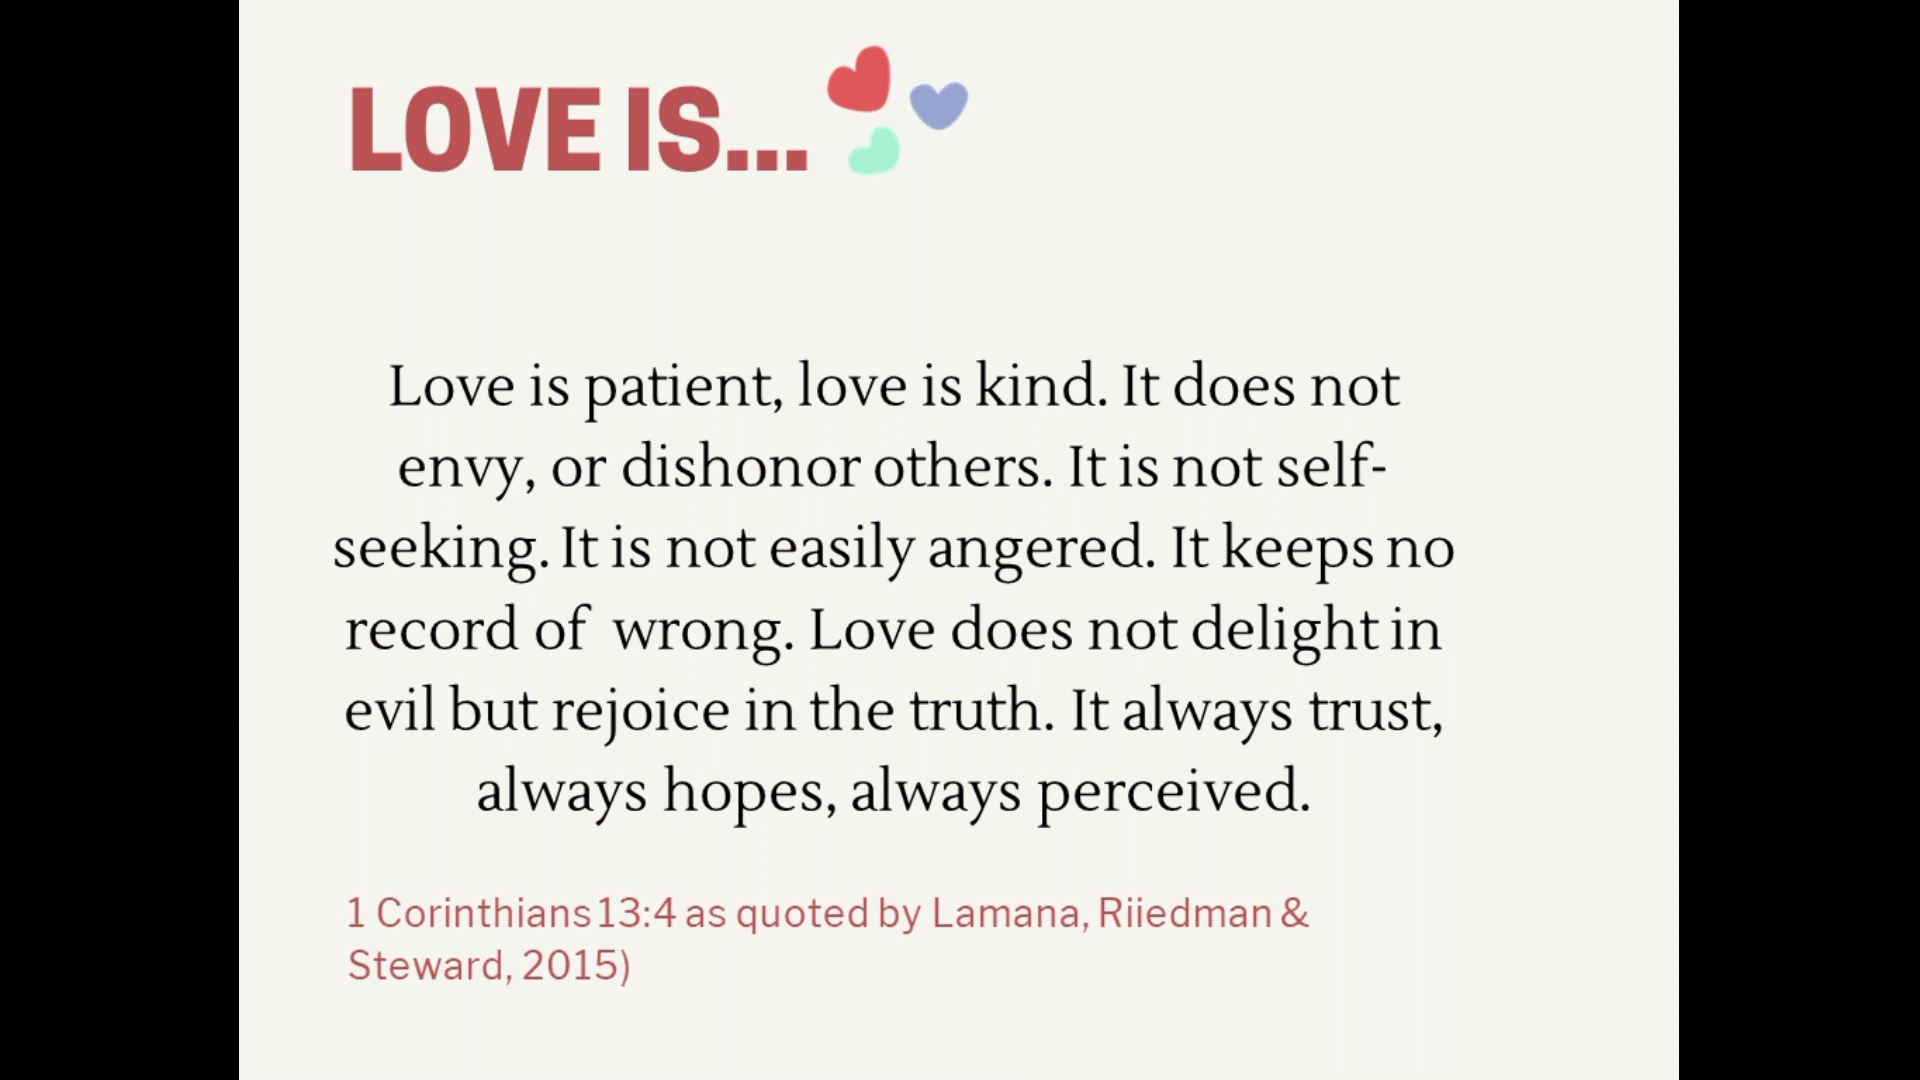 LOVE IS...
Love is patient, love is kind. It does not
envy, or dishonor others. It is not self-
seeking. It is not easily angered. It keeps no
record of wrong. Love does not delight in
evil but rejoice in the truth. It always trust,
always hopes, always perceived.
1 Corinthians 13:4 as quoted by Lamana, Riiedman &
Steward, 2015)